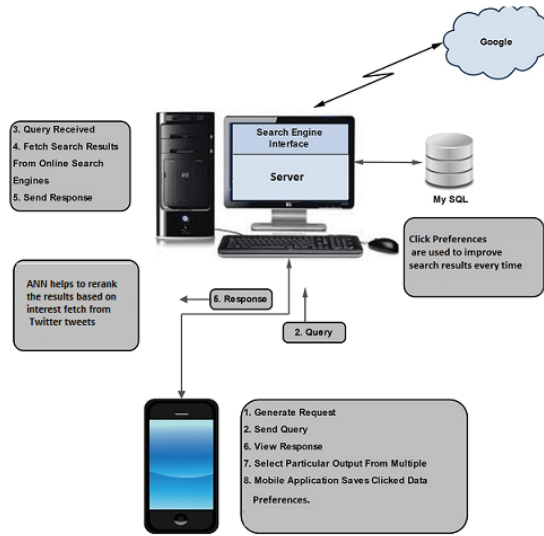 Google
3. Query Received
4. Fetch Search Results
From Online Search
Engines
5. Send Response
Search Engine
Interface
Server
My SQL
Click Preferences
are used to improve
search results every time
ANN helps to rerank
the results based on
interest fetch from
Twitter tweets
5. Response
2. Query
1. Generate Request
2. Send Query
6. View Response
7. Select Particular Output From Multiple
8. Mobile Application Saves Clicked Data
Preferences.